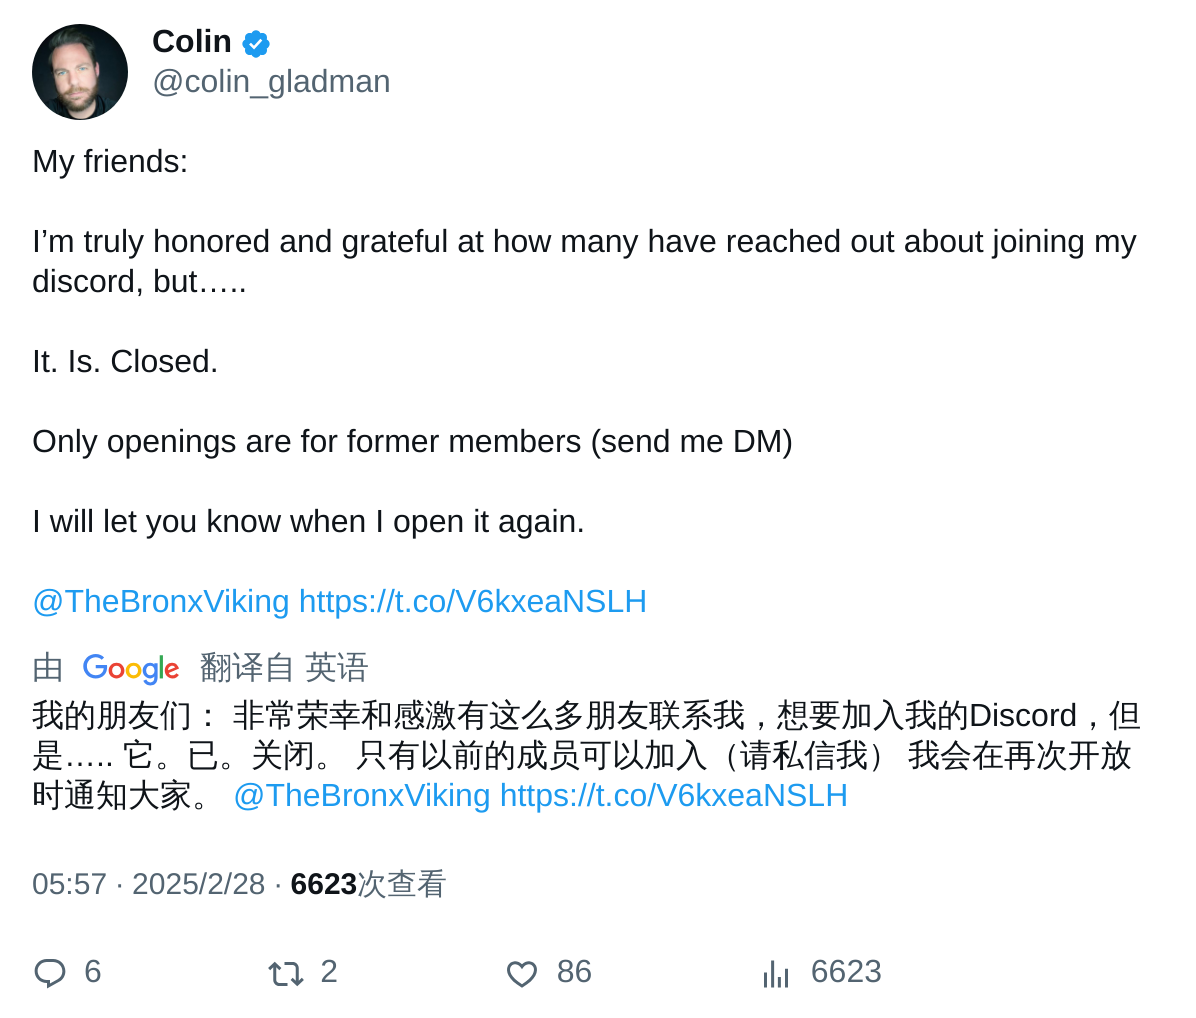 Colin
@colin_gladman
My friends:
I’m truly honored and grateful at how many have reached out about joining my
discord, but…..
It. Is. Closed.
Only openings are for former members (send me DM)
I will let you know when I open it again.
@TheBronxViking https://t.co/V6kxeaNSLH
由 Google 翻译自 英语
我的朋友们： 非常荣幸和感激有这么多朋友联系我，想要加入我的Discord，但
是….. 它。已。关闭。 只有以前的成员可以加入（请私信我） 我会在再次开放
时通知大家。 @TheBronxViking https://t.co/V6kxeaNSLH
05:57 · 2025/2/28 · 6623次查看
6 2 86 6623